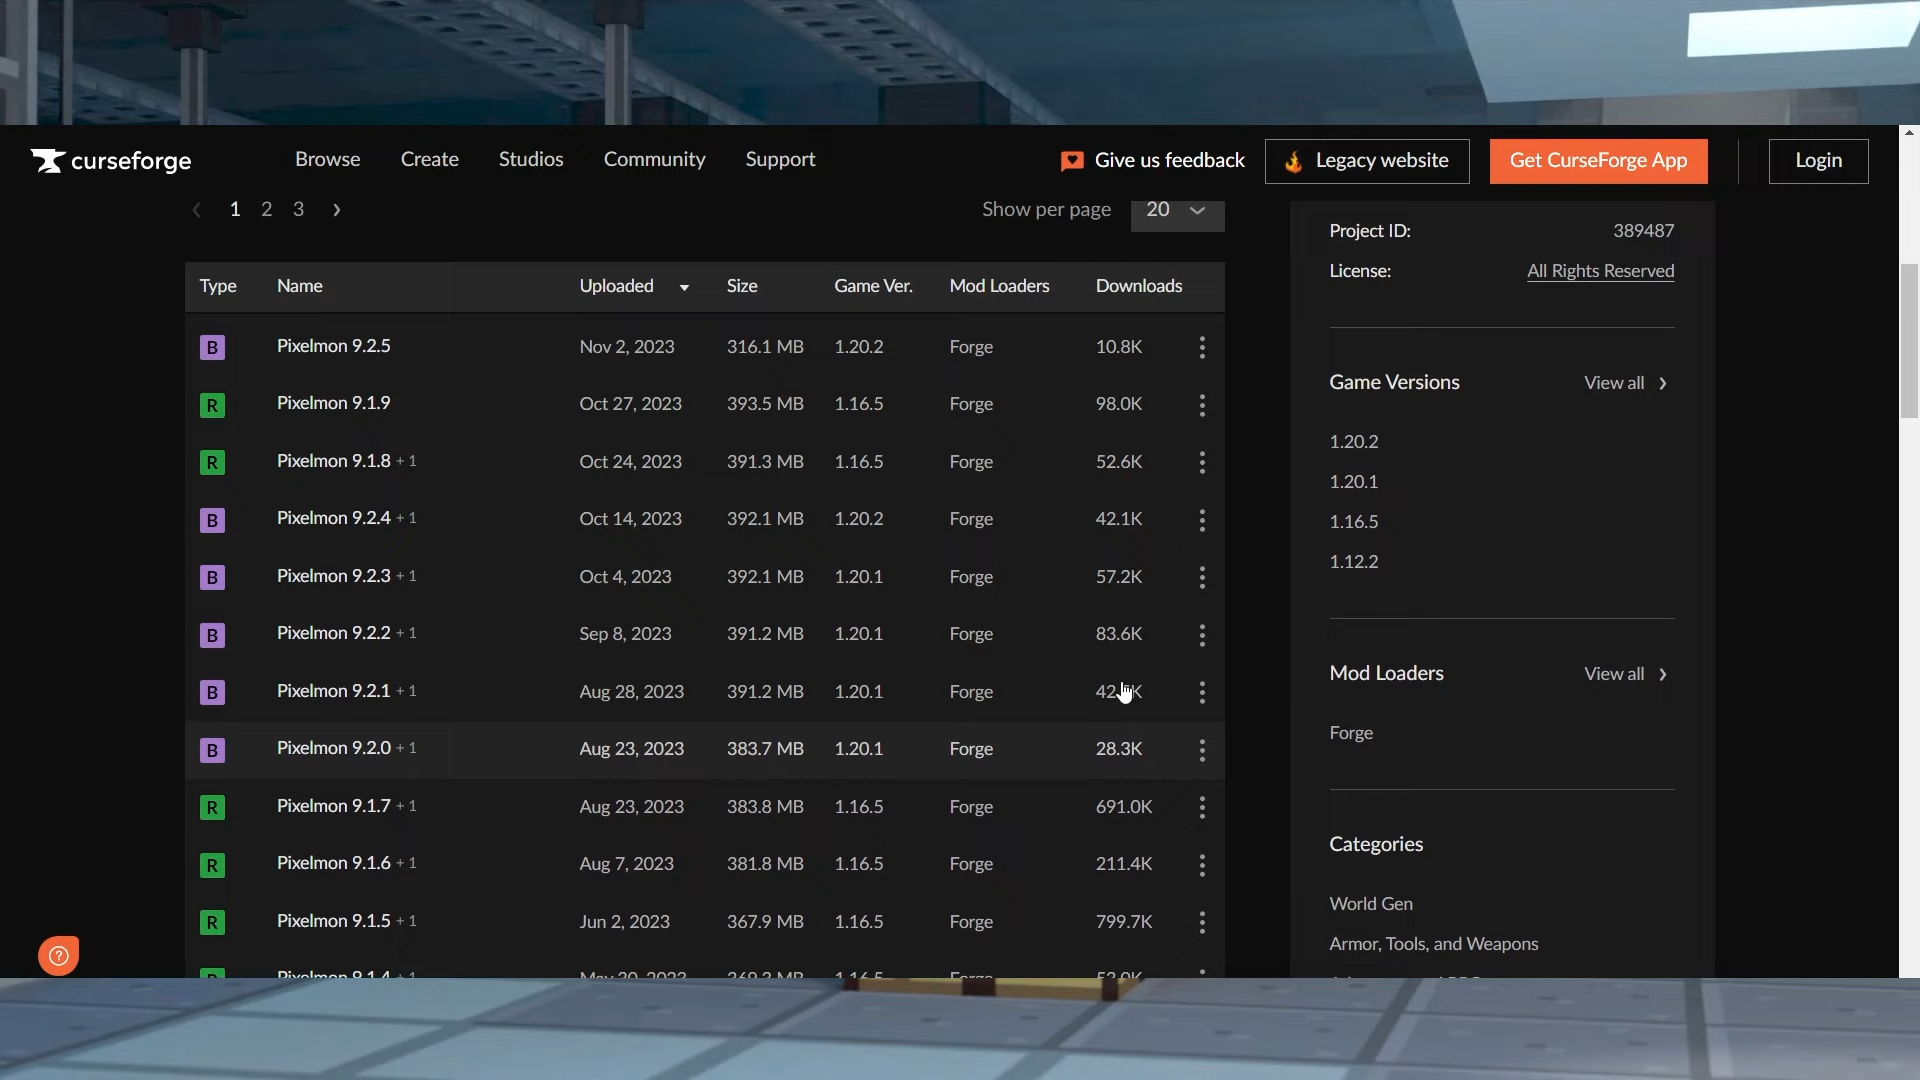 curseforge Browse Create Studios Community Support Give us feedback Legacy website Get CurseForge App Login
1 2 3 Show per page 20
Type Name Uploaded Size Game Ver. Mod Loaders Downloads
B Pixelmon 9.2.5 Nov 2, 2023 316.1 MB 1.20.2 Forge 10.8K
R Pixelmon 9.1.9 Oct 27, 2023 393.5 MB 1.16.5 Forge 98.0K
R Pixelmon 9.1.8 + 1 Oct 24, 2023 391.3 MB 1.16.5 Forge 52.6K
B Pixelmon 9.2.4 + 1 Oct 14, 2023 392.1 MB 1.20.2 Forge 42.1K
B Pixelmon 9.2.3 + 1 Oct 4, 2023 392.1 MB 1.20.1 Forge 57.2K
B Pixelmon 9.2.2 + 1 Sep 8, 2023 391.2 MB 1.20.1 Forge 83.6K
B Pixelmon 9.2.1 + 1 Aug 28, 2023 391.2 MB 1.20.1 Forge
B Pixelmon 9.2.0 + 1 Aug 23, 2023 383.7 MB 1.20.1 Forge 28.3K
R Pixelmon 9.1.7 + 1 Aug 23, 2023 383.8 MB 1.16.5 Forge 691.0K
R Pixelmon 9.1.6 + 1 Aug 7, 2023 381.8 MB 1.16.5 Forge 211.4K
R Pixelmon 9.1.5 + 1 Jun 2, 2023 367.9 MB 1.16.5 Forge 799.7K
Pixelmon 9.1.4 + 1 May 30, 2023 1.16.5 Forge
Project ID: 389487
License: All Rights Reserved
Game Versions View all
1.20.2
1.20.1
1.16.5
1.12.2
Mod Loaders View all
Forge
Categories
World Gen
Armor, Tools, and Weapons